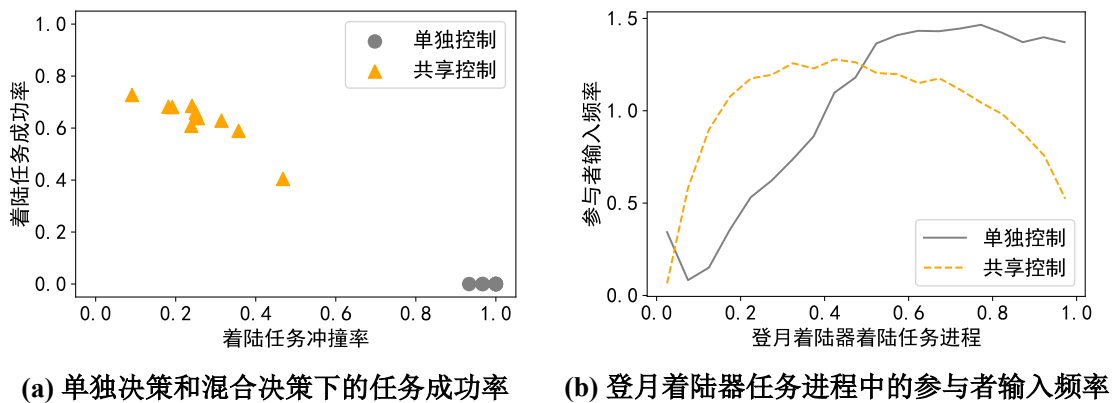 1.0
0.8
0.6
0.4
0.2
0.0
着陆任务成功率
单独控制
共享控制
0.0 0.2 0.4 0.6 0.8 1.0
着陆任务冲撞率
(a) 单独决策和混合决策下的任务成功率
1.5
1.0
0.5
0.0
参与者输入频率
单独控制
共享控制
0.0 0.2 0.4 0.6 0.8 1.0
登月着陆器着陆任务进程
(b) 登月着陆器任务进程中的参与者输入频率